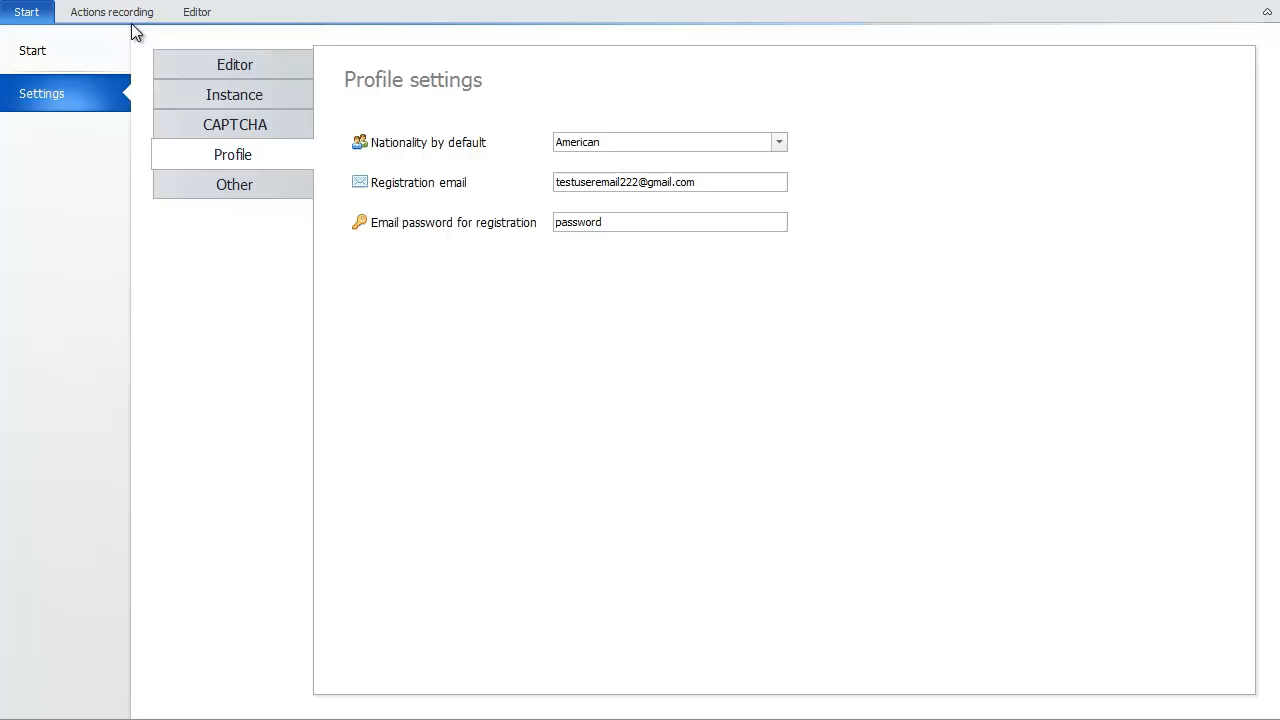 Start Actions recording Editor
Start
Settings
Editor
Instance
CAPTCHA
Profile
Other
Profile settings
Nationality by default American
Registration email testuseremail222@gmail.com
Email password for registration password